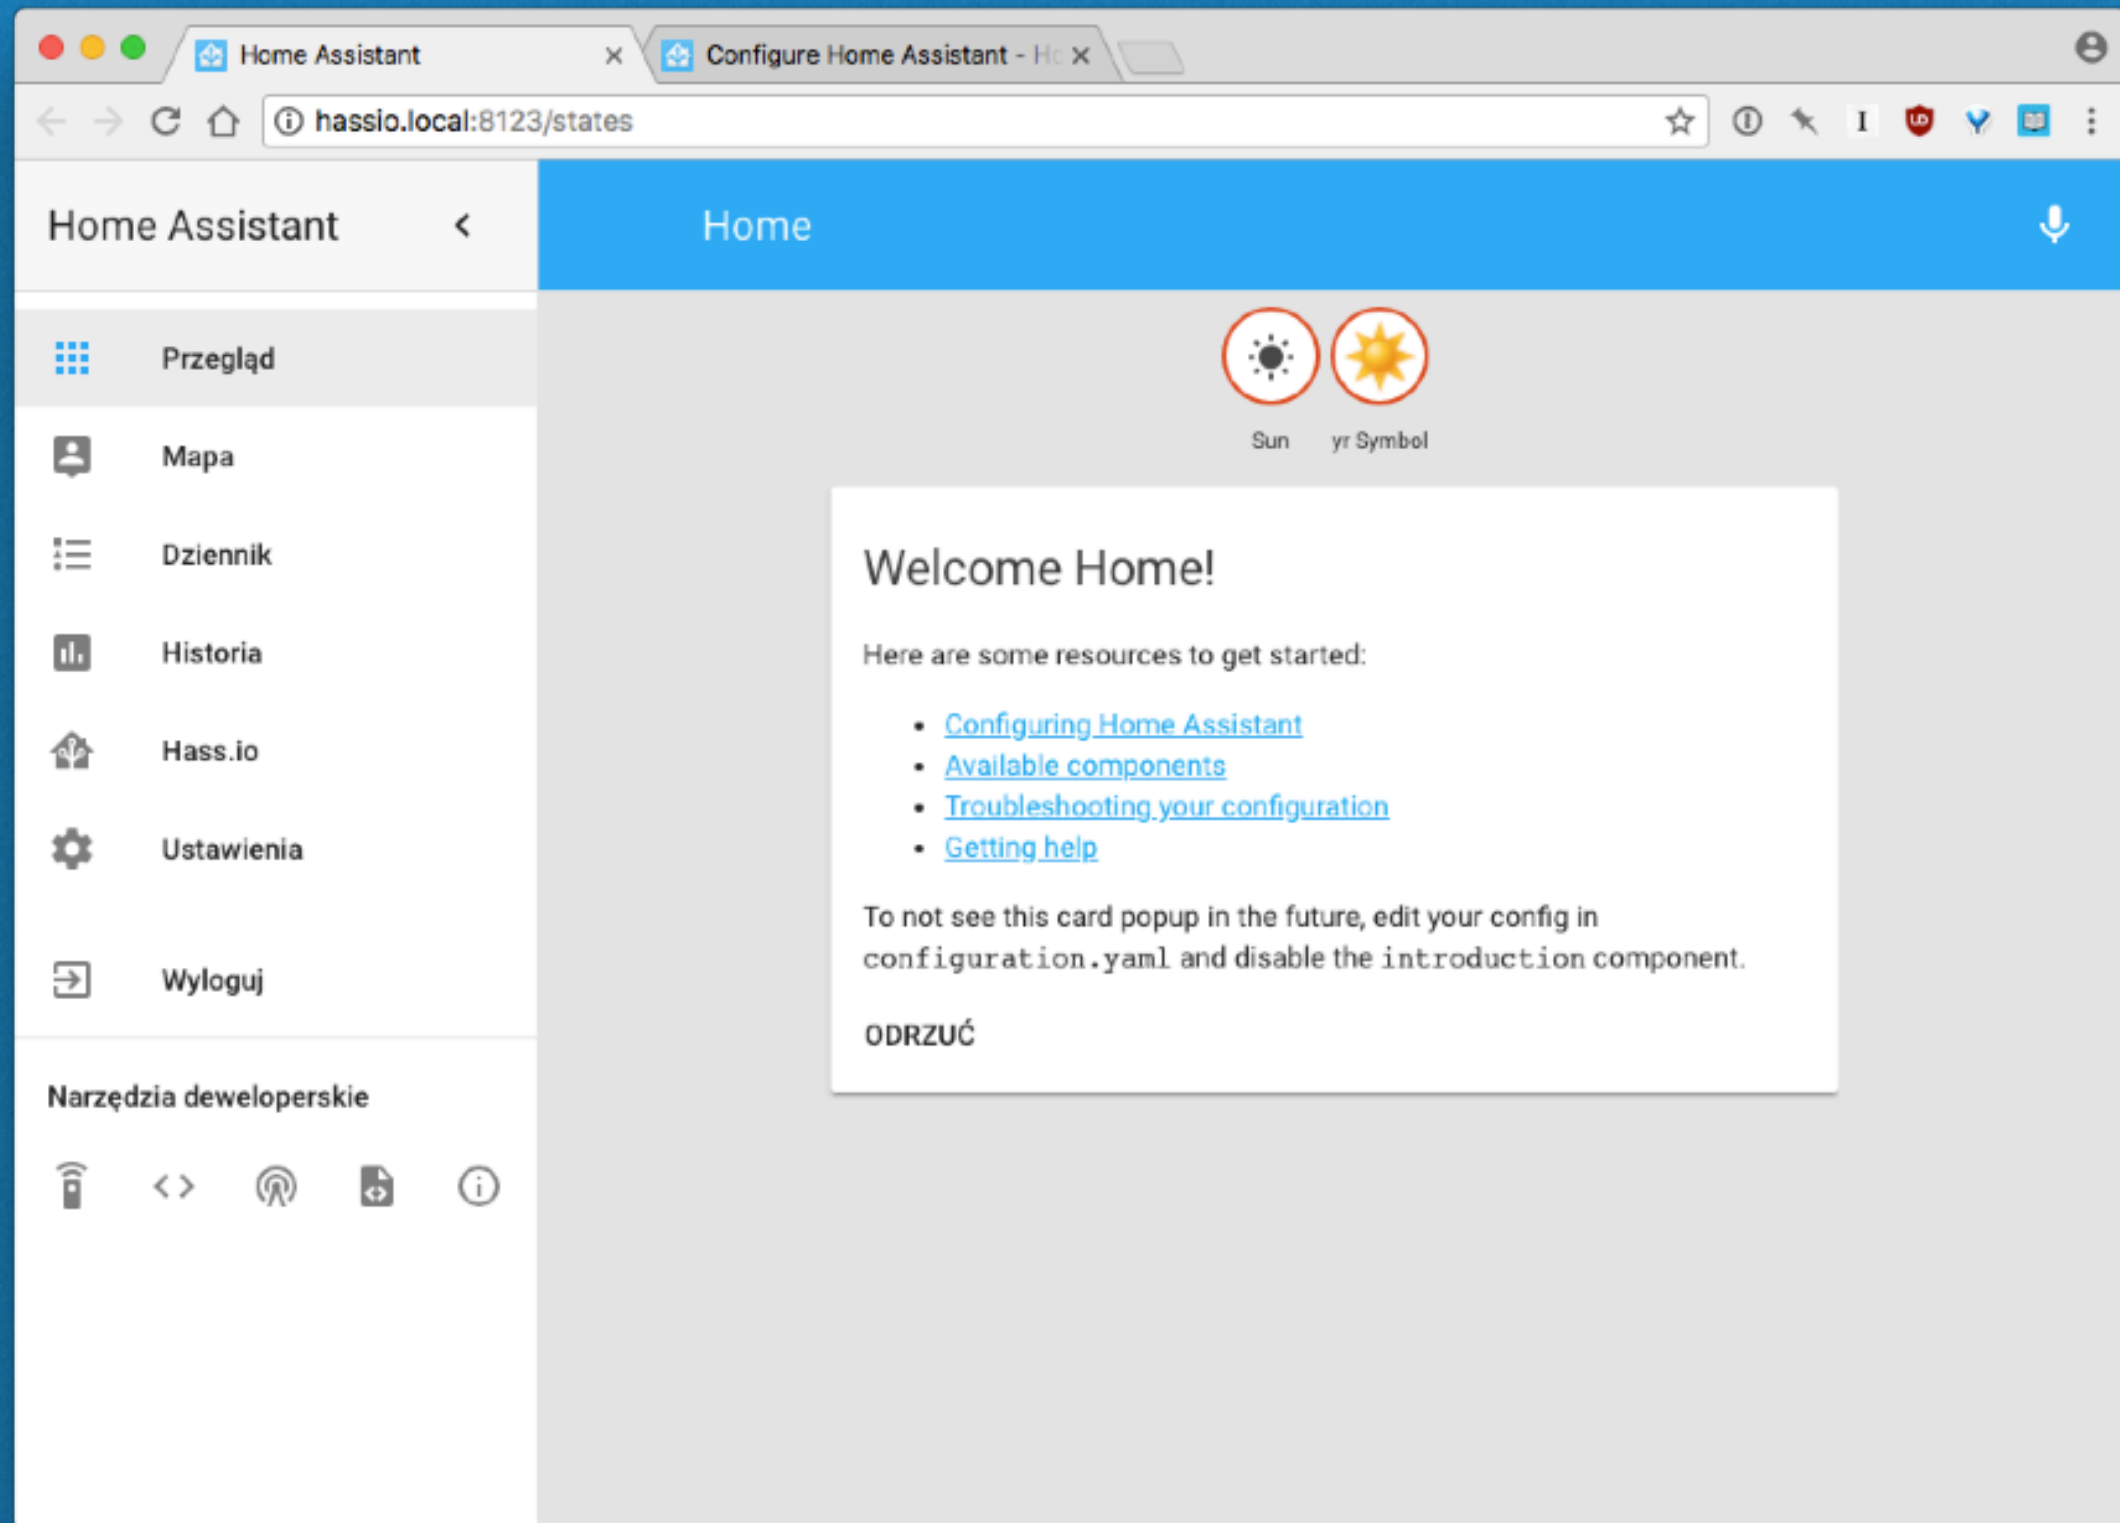 Home Assistant
Configure Home Assistant - Ho
hassio.local:8123/states
Home Assistant
Home
Przegląd
Mapa
Dziennik
Historia
Hass.io
Ustawienia
Wyloguj
Narzędzia deweloperskie
Sun
yr Symbol
Welcome Home!
Here are some resources to get started:
• Configuring Home Assistant
• Available components
• Troubleshooting your configuration
• Getting help
To not see this card popup in the future, edit your config in
configuration.yaml and disable the introduction component.
ODRZUĆ